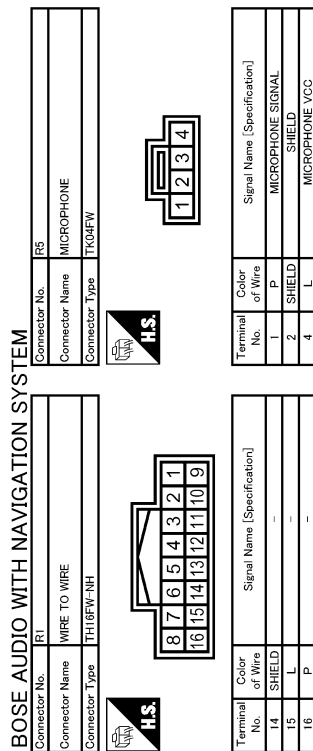 BOSE AUDIO WITH NAVIGATION SYSTEM
Connector No. R1
Connector Name WIRE TO WIRE
Connector Type TH16FW-NH
H.S.
8 7 6 5 4 3 2 1
16 15 14 13 12 11 10 9
Terminal No. Color of Wire Signal Name [Specification]
14 SHIELD -
15 L -
16 P -
Connector No. R5
Connector Name MICROPHONE
Connector Type TK04FW
H.S.
1 2 3 4
Terminal No. Color of Wire Signal Name [Specification]
1 P MICROPHONE SIGNAL
2 SHIELD SHIELD
4 L MICROPHONE VCC